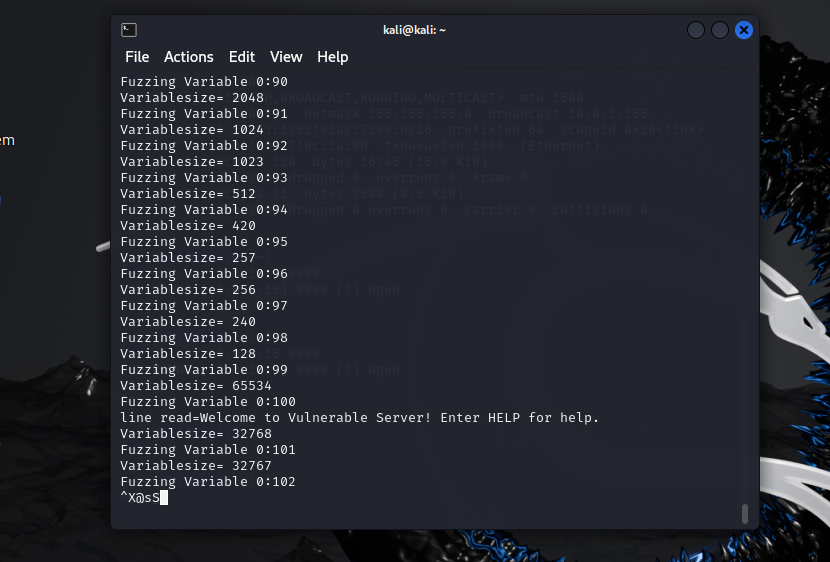 kali@kali: ~
File Actions Edit View Help
em
Fuzzing Variable 0:90
Variablesize= 2048
Fuzzing Variable 0:91
Variablesize= 1024
Fuzzing Variable 0:92
Variablesize= 1023
Fuzzing Variable 0:93
Variablesize= 512
Fuzzing Variable 0:94
Variablesize= 420
Fuzzing Variable 0:95
Variablesize= 257
Fuzzing Variable 0:96
Variablesize= 256
Fuzzing Variable 0:97
Variablesize= 240
Fuzzing Variable 0:98
Variablesize= 128
Fuzzing Variable 0:99
Variablesize= 65534
Fuzzing Variable 0:100
line read=Welcome to Vulnerable Server! Enter HELP for help.
Variablesize= 32768
Fuzzing Variable 0:101
Variablesize= 32767
Fuzzing Variable 0:102
^X@sS